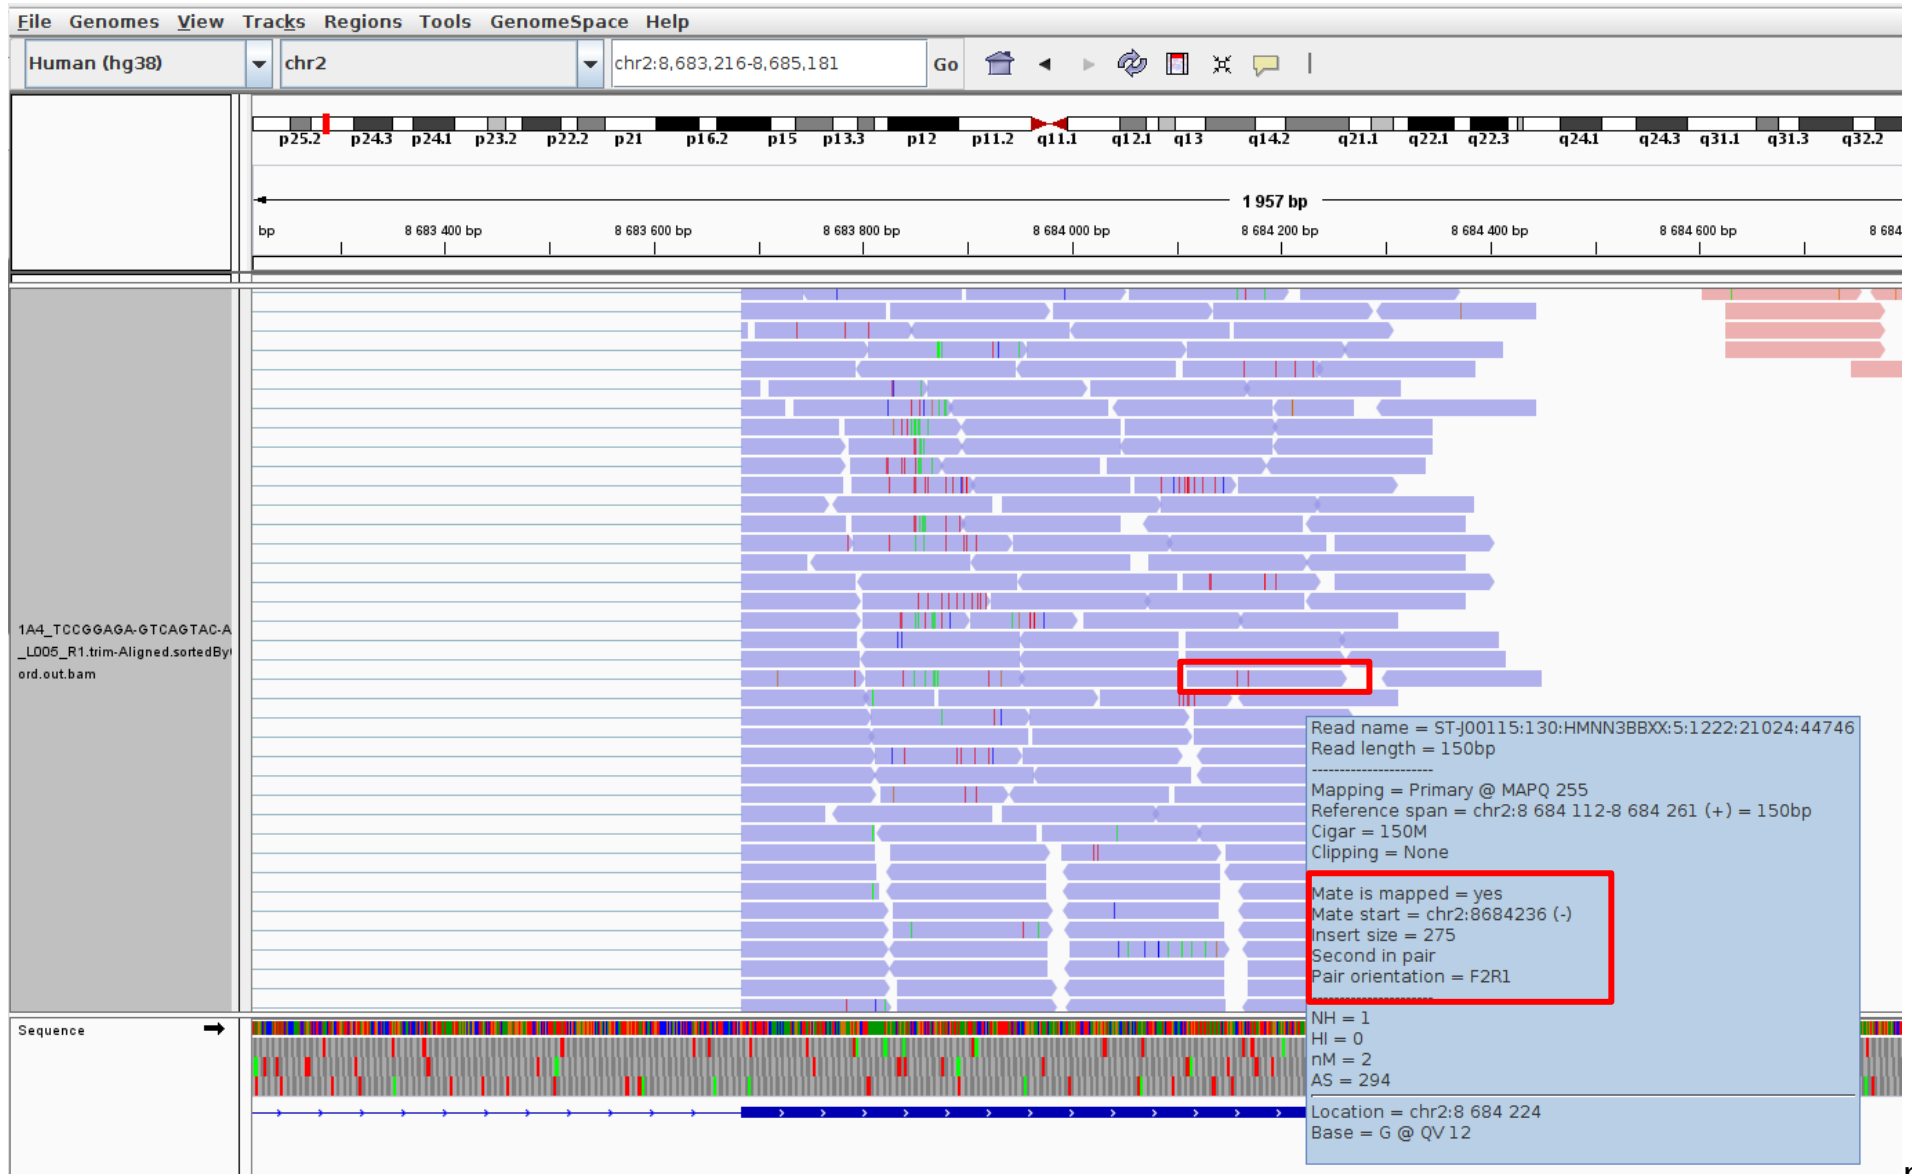 File Genomes View Tracks Regions Tools GenomeSpace Help
Human (hg38) chr2 chr2:8,683,216-8,685,181 Go
p25.2 p24.3 p24.1 p23.2 p22.2 p21 p16.2 p15 p13.3 p12 p11.2 q11.1 q12.1 q13 q14.2 q21.1 q22.1 q22.3 q24.1 q24.3 q31.1 q31.3 q32.2
1 957 bp
bp 8 683 400 bp 8 683 600 bp 8 683 800 bp 8 684 000 bp 8 684 200 bp 8 684 400 bp 8 684 600 bp 8 684
1A4_TCCGGAGA-GTCAGTAC-A
_L005_R1.trim-Aligned.sortedBy
ord.out.bam
Read name = ST-J00115:130:HMNN3BBXX:5:1222:21024:44746
Read length = 150bp
----------------------
Mapping = Primary @ MAPQ 255
Reference span = chr2:8 684 112-8 684 261 (+) = 150bp
Cigar = 150M
Clipping = None
Mate is mapped = yes
Mate start = chr2:8684236 (-)
Insert size = 275
Second in pair
Pair orientation = F2R1
----------------------
NH = 1
HI = 0
nM = 2
AS = 294
Location = chr2:8 684 224
Base = G @ QV 12
Sequence